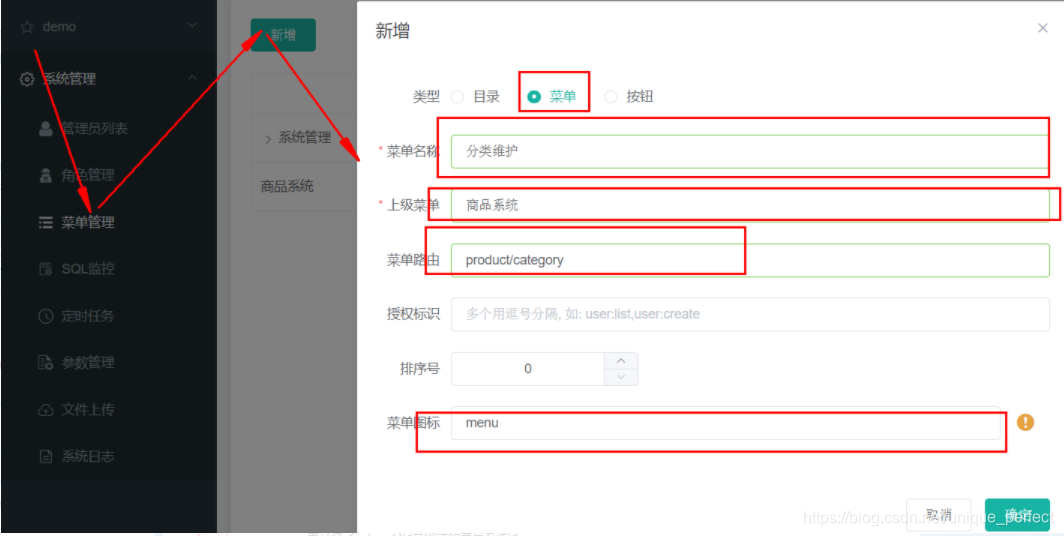 demo
系统管理
管理员列表
角色管理
菜单管理
SQL监控
定时任务
参数管理
文件上传
系统日志
新增
系统管理
商品系统
新增
类型 目录 菜单 按钮
* 菜单名称 分类维护
* 上级菜单 商品系统
菜单路由 product/category
授权标识 多个用逗号分隔, 如: user:list,user:create
排序号 0
菜单图标 menu
取消 确定
https://blog.csdn.net/unique_perfect